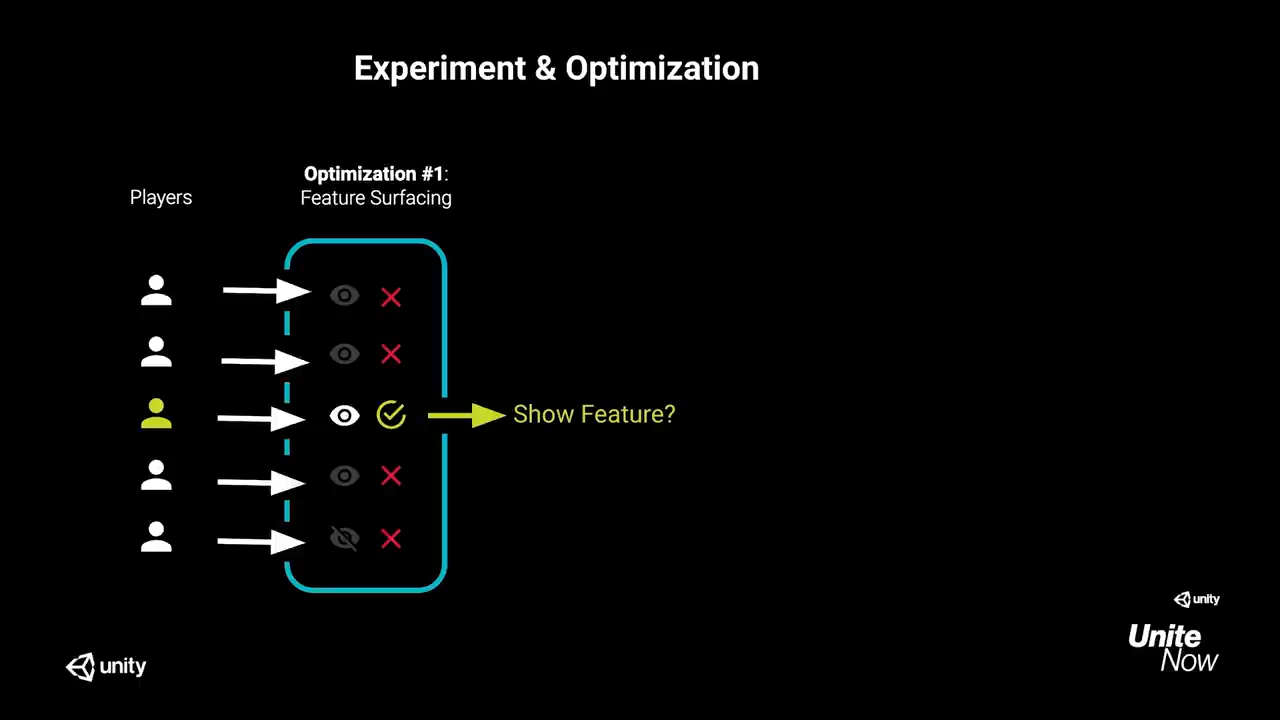 Experiment & Optimization
Players
Optimization #1:
Feature Surfacing
Show Feature?
unity
unity
Unite
Now